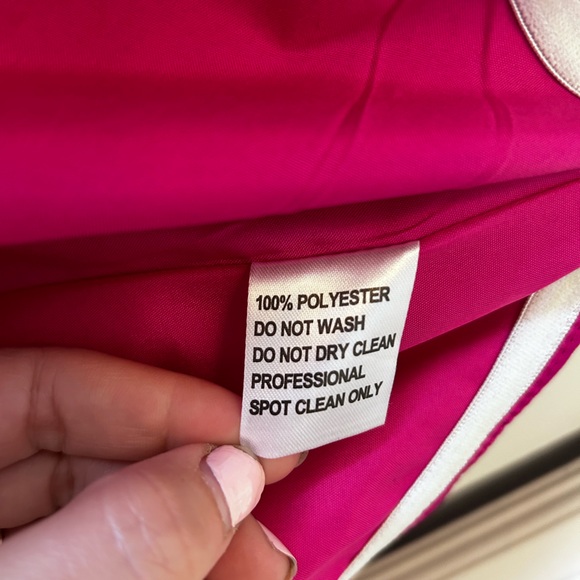 100% POLYESTER
DO NOT WASH
DO NOT DRY CLEAN
PROFESSIONAL
SPOT CLEAN ONLY